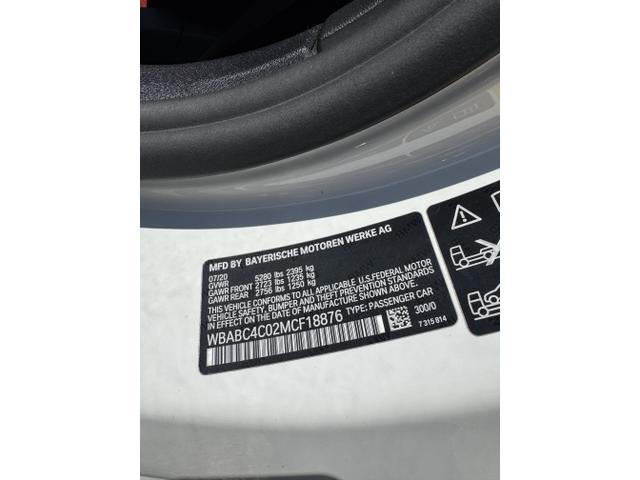 MFD BY BAYERISCHE MOTOREN WERKE AG
07/20
GVWR 5280 lbs 2395 kg
GAWR FRONT 2723 lbs 1235 kg
GAWR REAR 2756 lbs 1250 kg
THIS VEHICLE CONFORMS TO ALL APPLICABLE U.S.FEDERAL MOTOR
VEHICLE SAFETY,BUMPER, AND THEFT PREVENTION STANDARDS
IN EFFECT ON THE DATE OF MANUFACTURE SHOWN ABOVE.
WBABC4C02MCF18876 TYPE: PASSENGER CAR
300/0
7 315 814